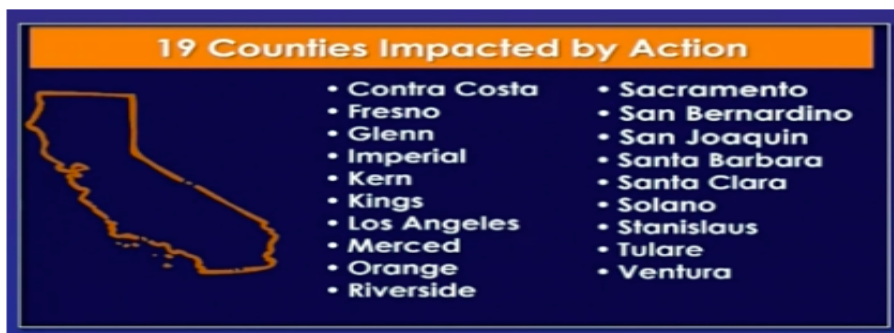 19 Counties Impacted by Action
• Contra Costa
• Fresno
• Glenn
• Imperial
• Kern
• Kings
• Los Angeles
• Merced
• Orange
• Riverside
• Sacramento
• San Bernardino
• San Joaquin
• Santa Barbara
• Santa Clara
• Solano
• Stanislaus
• Tulare
• Ventura